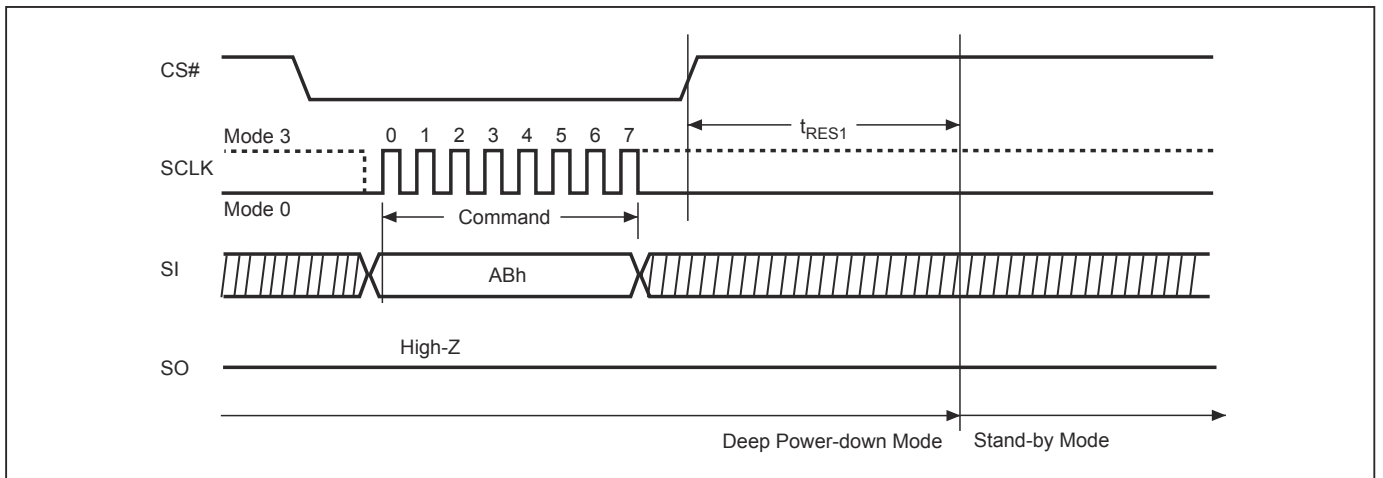 CS#
t_RES1
Mode 3
0 1 2 3 4 5 6 7
SCLK
Mode 0
Command
SI
ABh
High-Z
SO
Deep Power-down Mode
Stand-by Mode